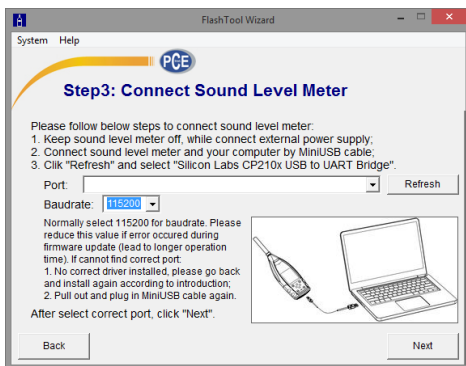 FlashTool Wizard
System Help
PCE
Step3: Connect Sound Level Meter
Please follow below steps to connect sound level meter:
1. Keep sound level meter off, while connect external power supply;
2. Connect sound level meter and your computer by MiniUSB cable;
3. Clik "Refresh" and select "Silicon Labs CP210x USB to UART Bridge".
Port:
Refresh
Baudrate: 115200
Normally select 115200 for baudrate. Please
reduce this value if error occured during
firmware update (lead to longer operation
time). If cannot find correct port:
1. No correct driver installed, please go back
and install again according to introduction;
2. Pull out and plug in MiniUSB cable again.
After select correct port, click "Next".
Back
Next